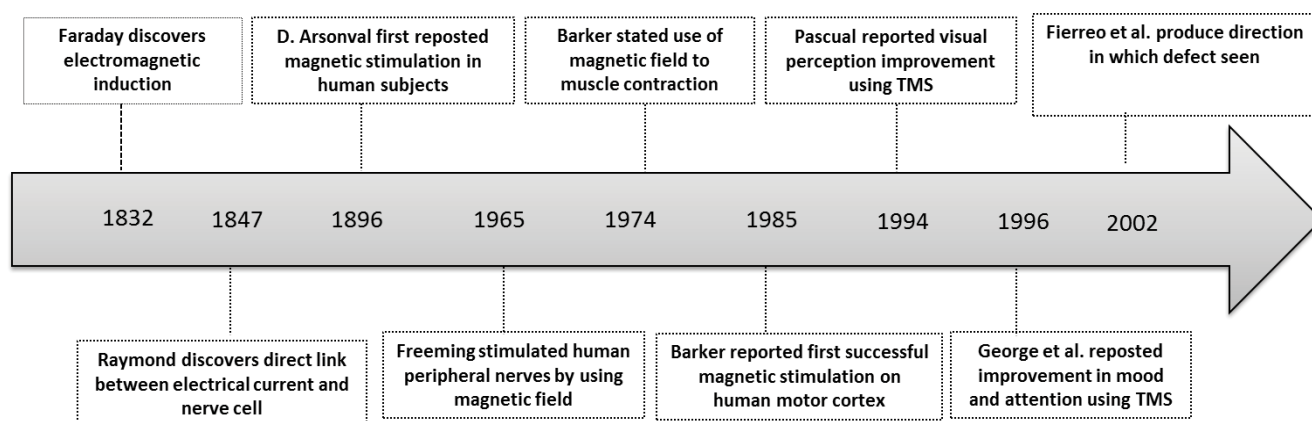 Faraday discovers
electromagnetic
induction
D. Arsonval first reposted
magnetic stimulation in
human subjects
Barker stated use of
magnetic field to
muscle contraction
Pascual reported visual
perception improvement
using TMS
Fierreo et al. produce direction
in which defect seen
1832 1847 1896 1965 1974 1985 1994 1996 2002
Raymond discovers direct link
between electrical current and
nerve cell
Freeming stimulated human
peripheral nerves by using
magnetic field
Barker reported first successful
magnetic stimulation on
human motor cortex
George et al. reposted
improvement in mood
and attention using TMS